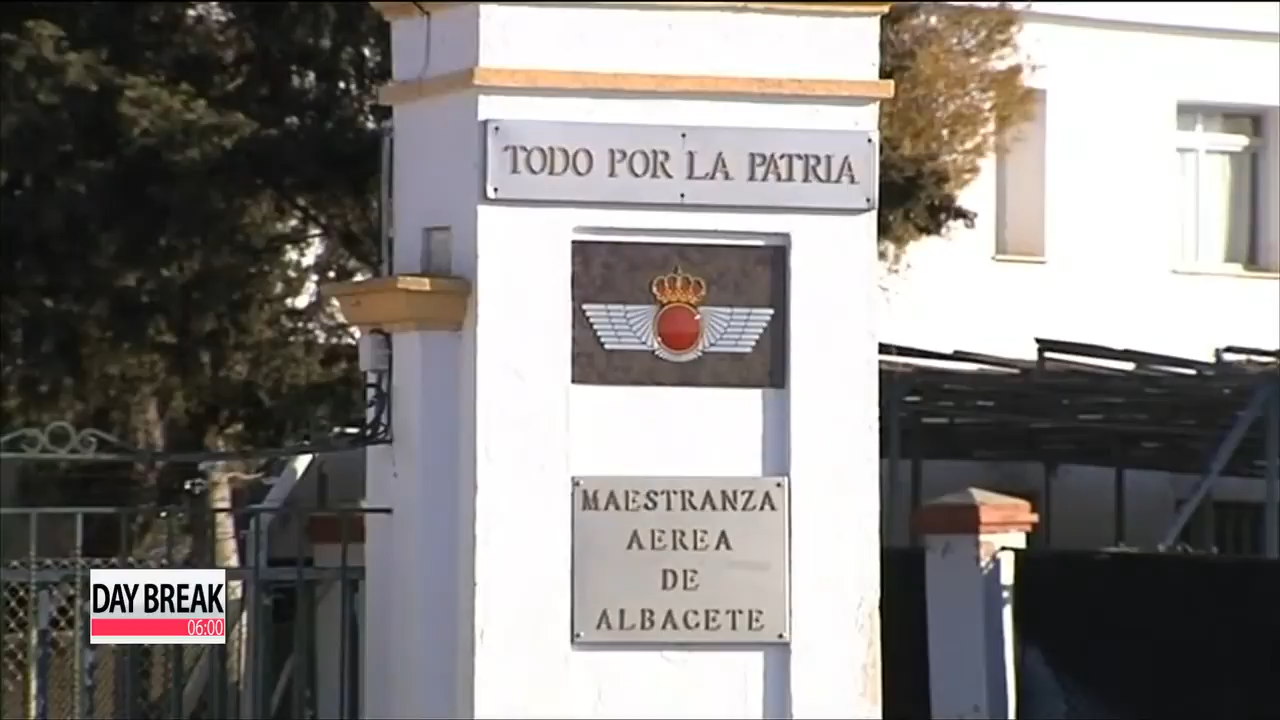 TODO POR LA PATRIA
MAESTRANZA
AEREA
DE
ALBACETE
DAY BREAK
06:00